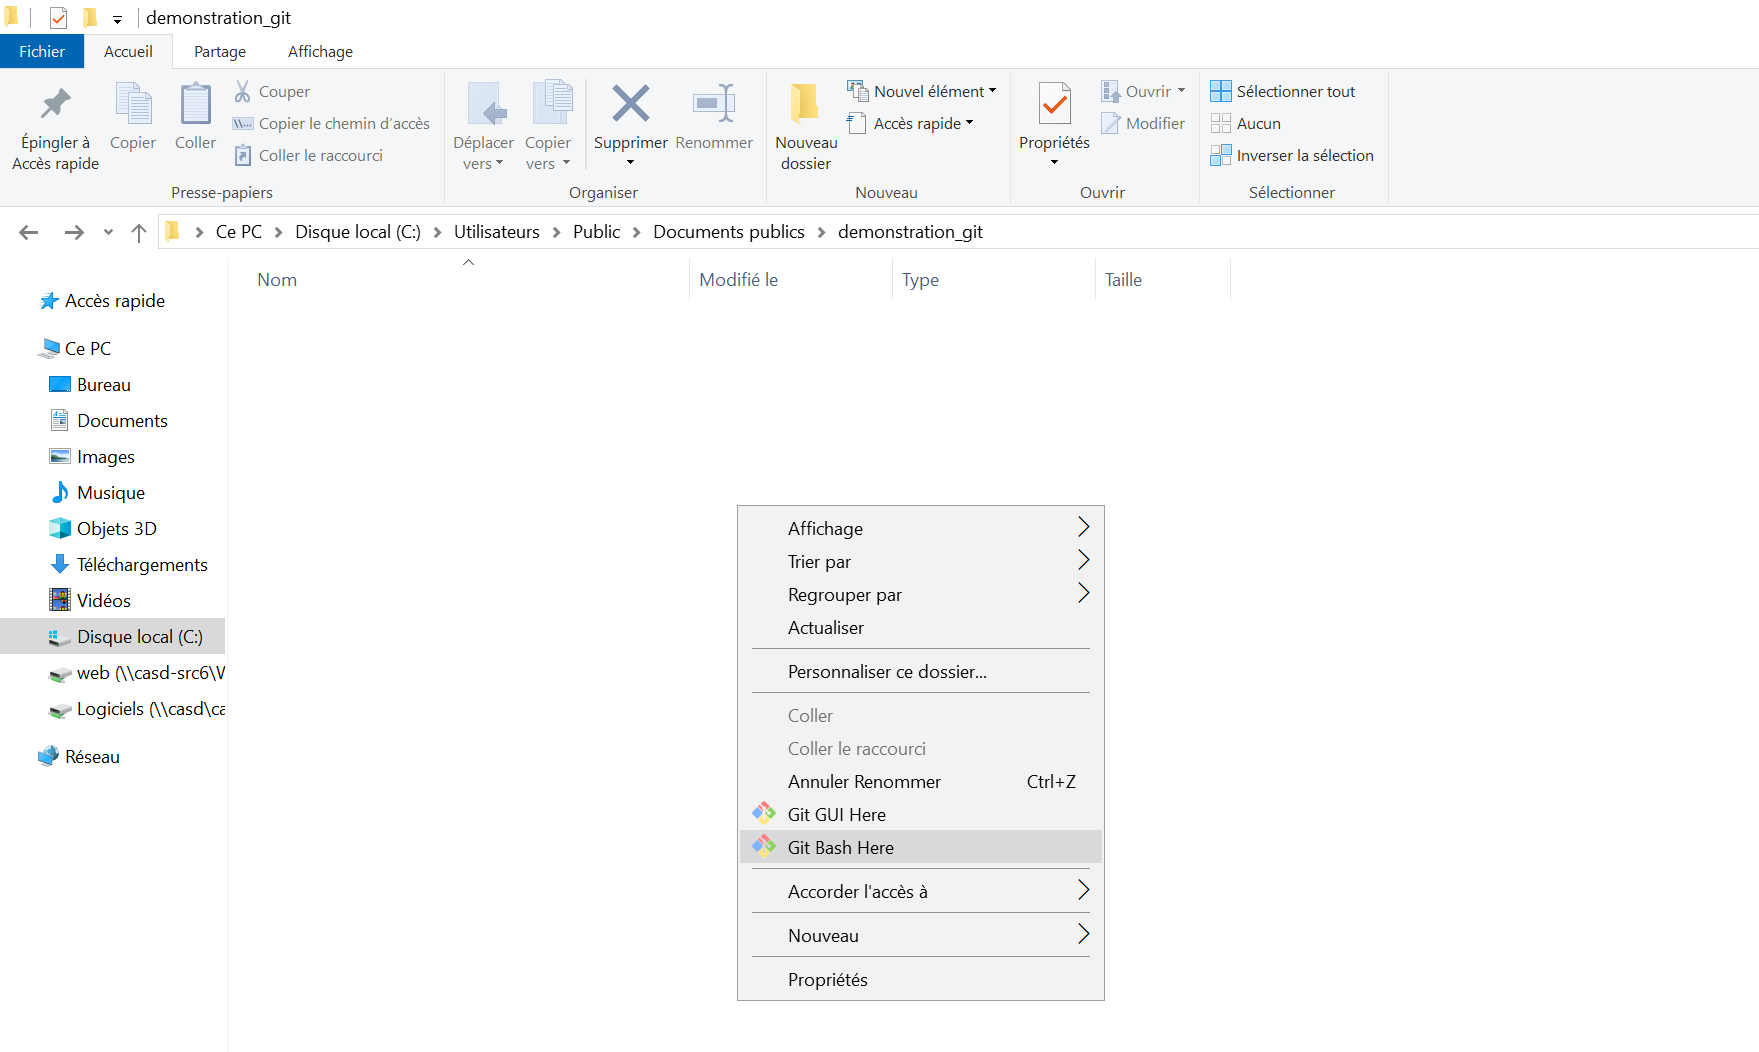 demonstration_git
Fichier Accueil Partage Affichage
Épingler à
Accès rapide
Copier
Coller
Couper
Copier le chemin d'accès
Coller le raccourci
Presse-papiers
Déplacer
vers
Copier
vers
Supprimer
Renommer
Organiser
Nouveau
dossier
Nouvel élément
Accès rapide
Nouveau
Propriétés
Ouvrir
Modifier
Ouvrir
Sélectionner tout
Aucun
Inverser la sélection
Sélectionner
Ce PC Disque local (C:) Utilisateurs Public Documents publics demonstration_git
Nom Modifié le Type Taille
Accès rapide
Ce PC
Bureau
Documents
Images
Musique
Objets 3D
Téléchargements
Vidéos
Disque local (C:)
web (\\casd-src6\V
Logiciels (\\casd\ca
Réseau
Affichage
Trier par
Regrouper par
Actualiser
Personnaliser ce dossier...
Coller
Coller le raccourci
Annuler Renommer Ctrl+Z
Git GUI Here
Git Bash Here
Accorder l'accès à
Nouveau
Propriétés